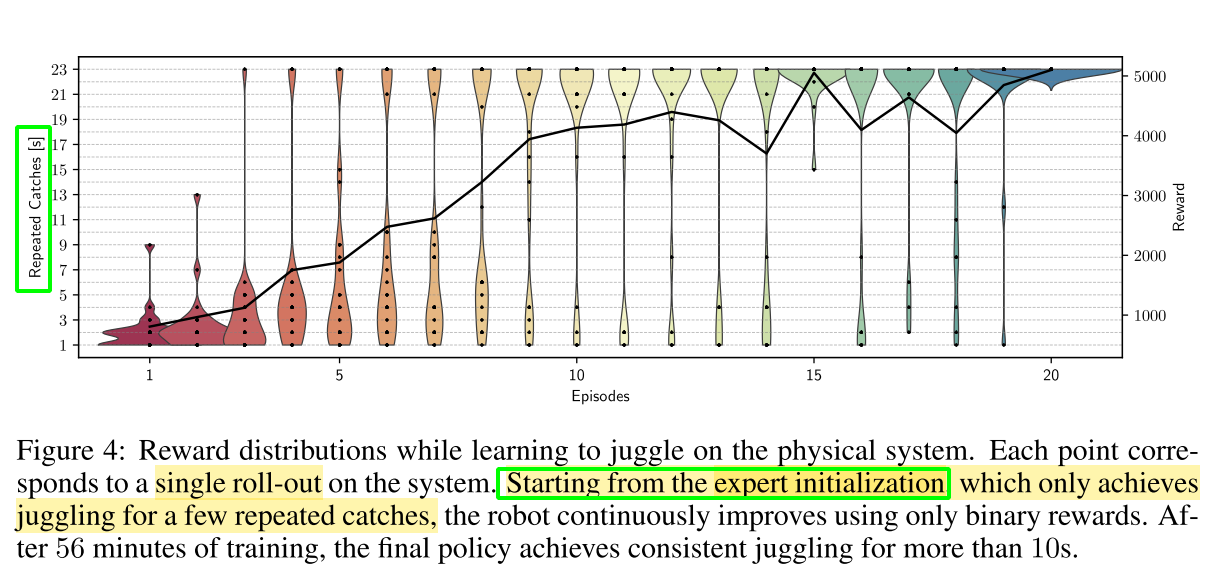 23
21
19
17
15
13
11
9
7
5
3
1
Repeated Catches [s]
5000
4000
3000
2000
1000
Reward
1 5 10 15 20
Episodes
Figure 4: Reward distributions while learning to juggle on the physical system. Each point corre-
sponds to a single roll-out on the system. Starting from the expert initialization which only achieves
juggling for a few repeated catches, the robot continuously improves using only binary rewards. Af-
ter 56 minutes of training, the final policy achieves consistent juggling for more than 10s.